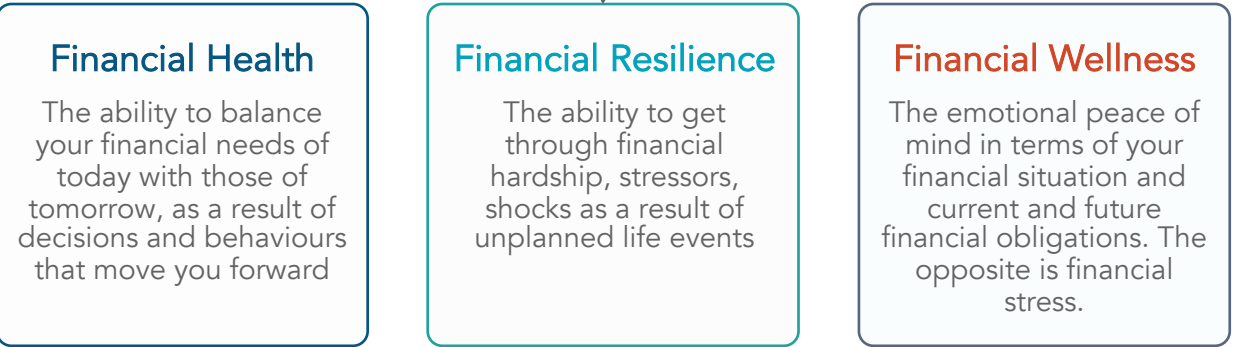 Financial Health
The ability to balance
your financial needs of
today with those of
tomorrow, as a result of
decisions and behaviours
that move you forward
Financial Resilience
The ability to get
through financial
hardship, stressors,
shocks as a result of
unplanned life events
Financial Wellness
The emotional peace of
mind in terms of your
financial situation and
current and future
financial obligations. The
opposite is financial
stress.